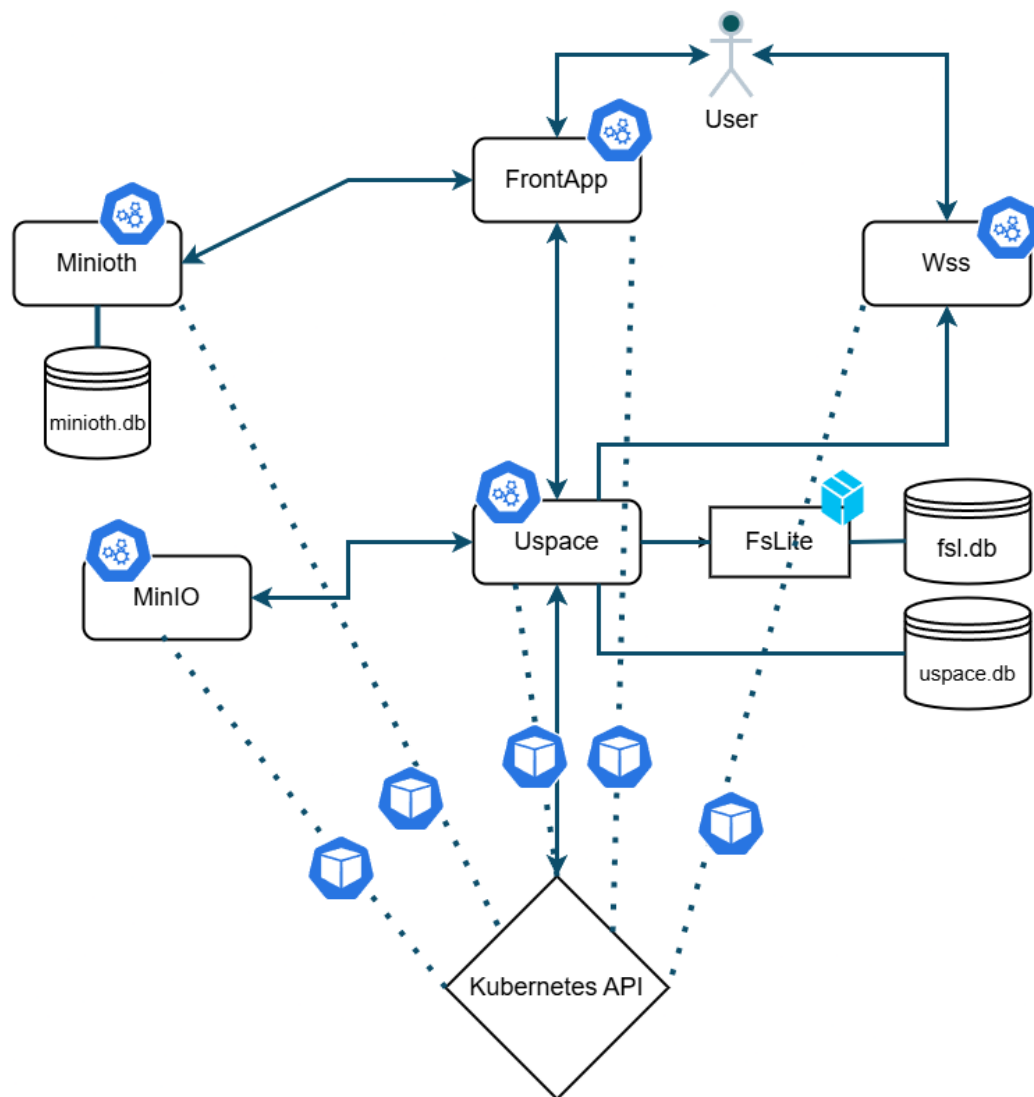 User
FrontApp
Minioth
Wss
minioth.db
Uspace
FsLite
fsl.db
MinIO
uspace.db
Kubernetes API